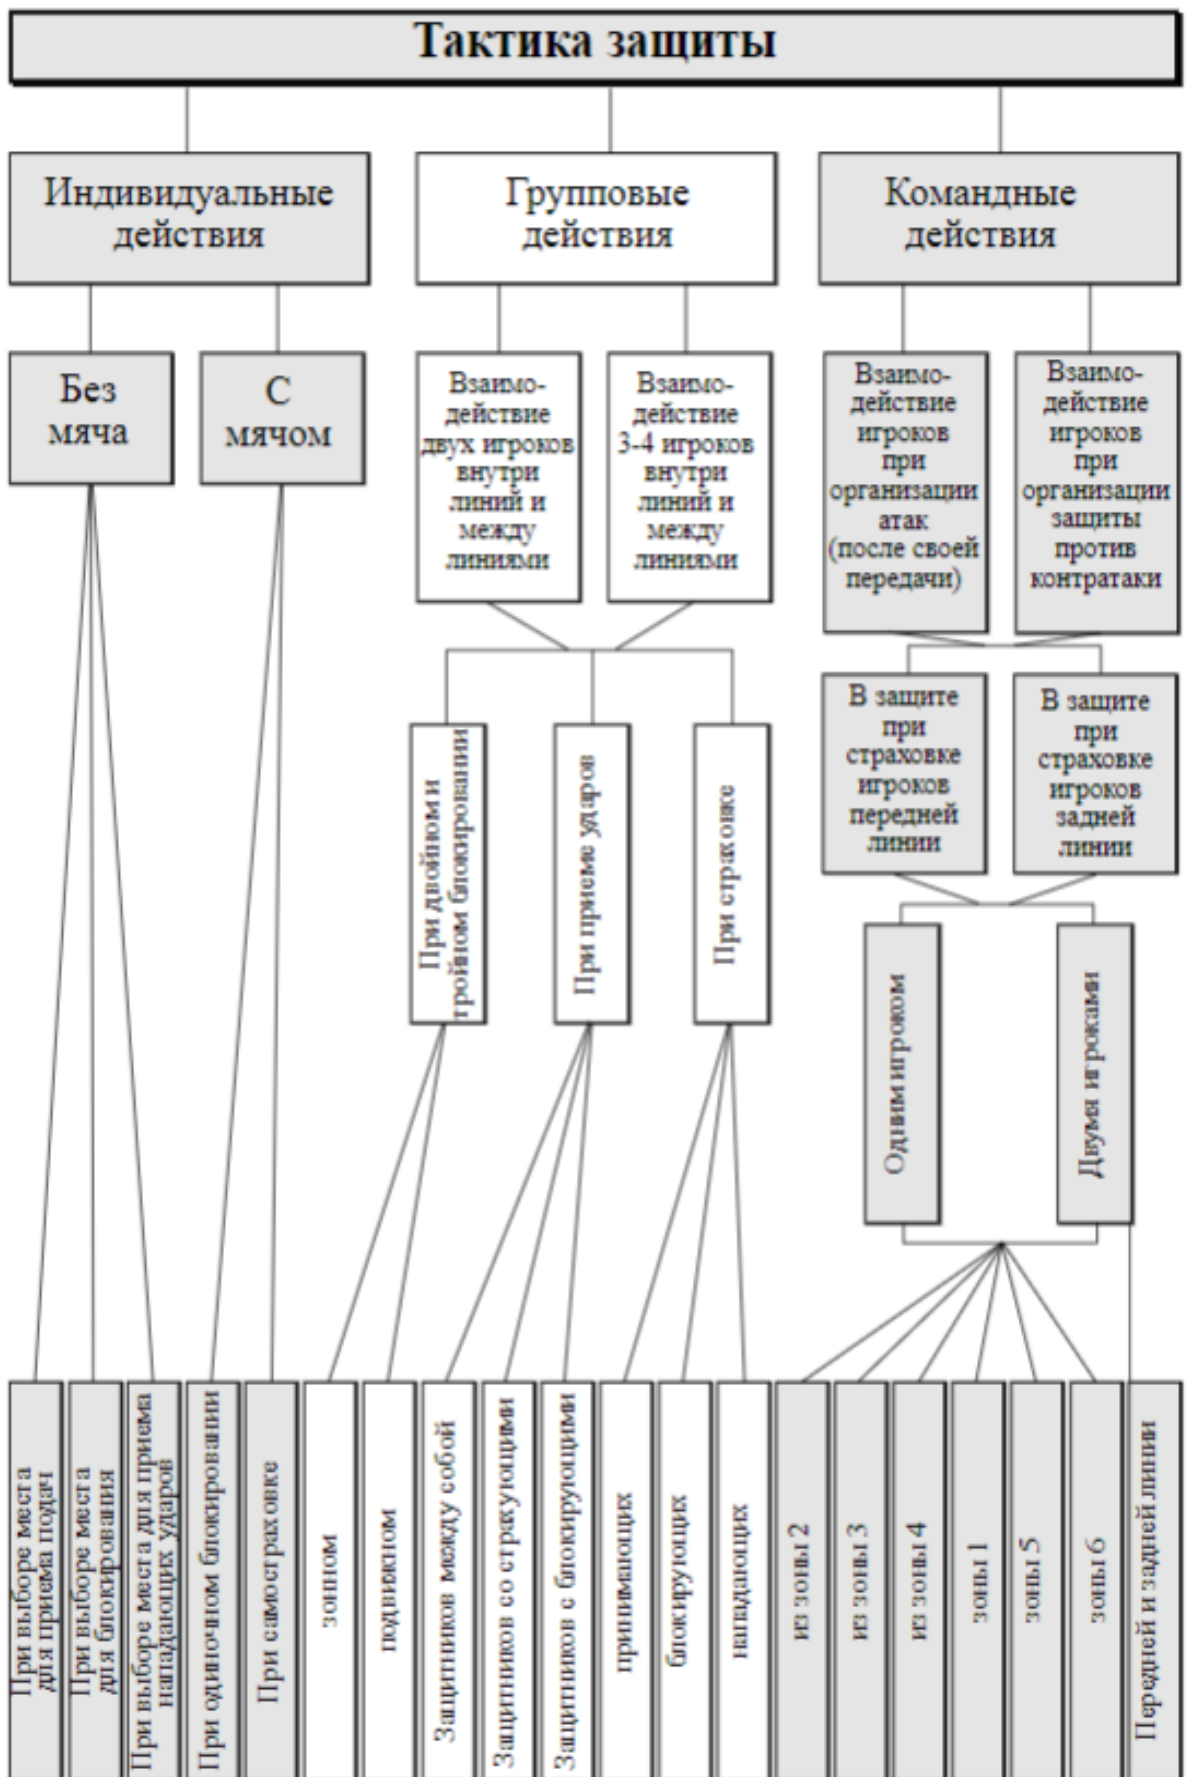 Тактика защиты
Индивидуальные
действия
Групповые
действия
Командные
действия
Без
мяча
С
мячом
Взаимо-
действие
двух игроков
внутри
линий и
между
линиями
Взаимо-
действие
3-4 игроков
внутри
линий и
между
линиями
Взаимо-
действие
игроков
при
организации
атак
(после своей
передачи)
Взаимо-
действие
игроков
при
организации
защиты
против
контратаки
В защите
при
страховке
игроков
передней
линии
В защите
при
страховке
игроков
задней
линии
При двойном и
тройном блокировании
При приеме ударов
При страховке
Одним игроком
Двумя игроками
При выборе места
для приема подач
При выборе места
для блокирования
При выборе места для приема
нападающих ударов
При одиночном блокировании
При самостраховке
зонном
подвижном
Защитников между собой
Защитников со страхующими
Защитников с блокирующими
принимающих
блокирующих
нападающих
из зоны 2
из зоны 3
из зоны 4
зоны 1
зоны 5
зоны 6
Передней и задней линии